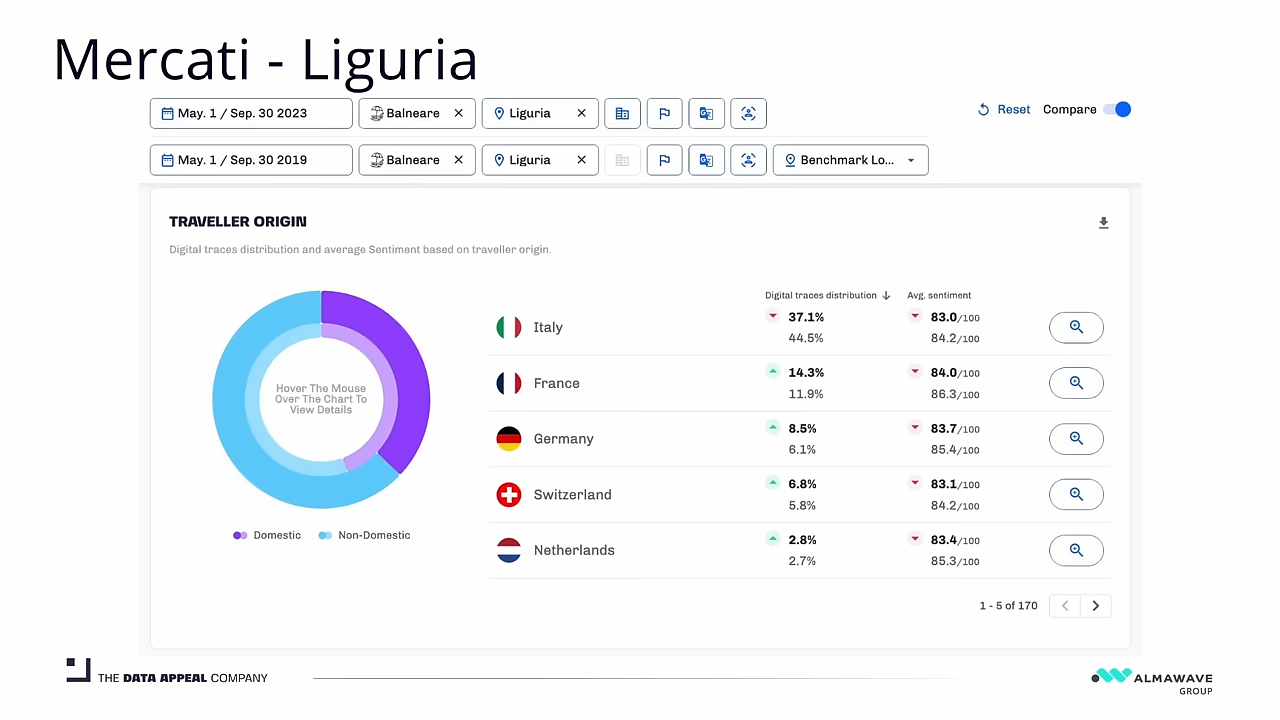 Mercati - Liguria
May. 1 / Sep. 30 2023 Balneare Liguria Reset Compare
May. 1 / Sep. 30 2019 Balneare Liguria Benchmark Lo...
TRAVELLER ORIGIN
Digital traces distribution and average Sentiment based on traveller origin.
Hover The Mouse
Over The Chart To
View Details
Domestic Non-Domestic
Digital traces distribution Avg. sentiment
Italy 37.1% 83.0/100
44.5% 84.2/100
France 14.3% 84.0/100
11.9% 86.3/100
Germany 8.5% 83.7/100
6.1% 85.4/100
Switzerland 6.8% 83.1/100
5.8% 84.2/100
Netherlands 2.8% 83.4/100
2.7% 85.3/100
1 - 5 of 170
THE DATA APPEAL COMPANY
ALMAWAVE
GROUP